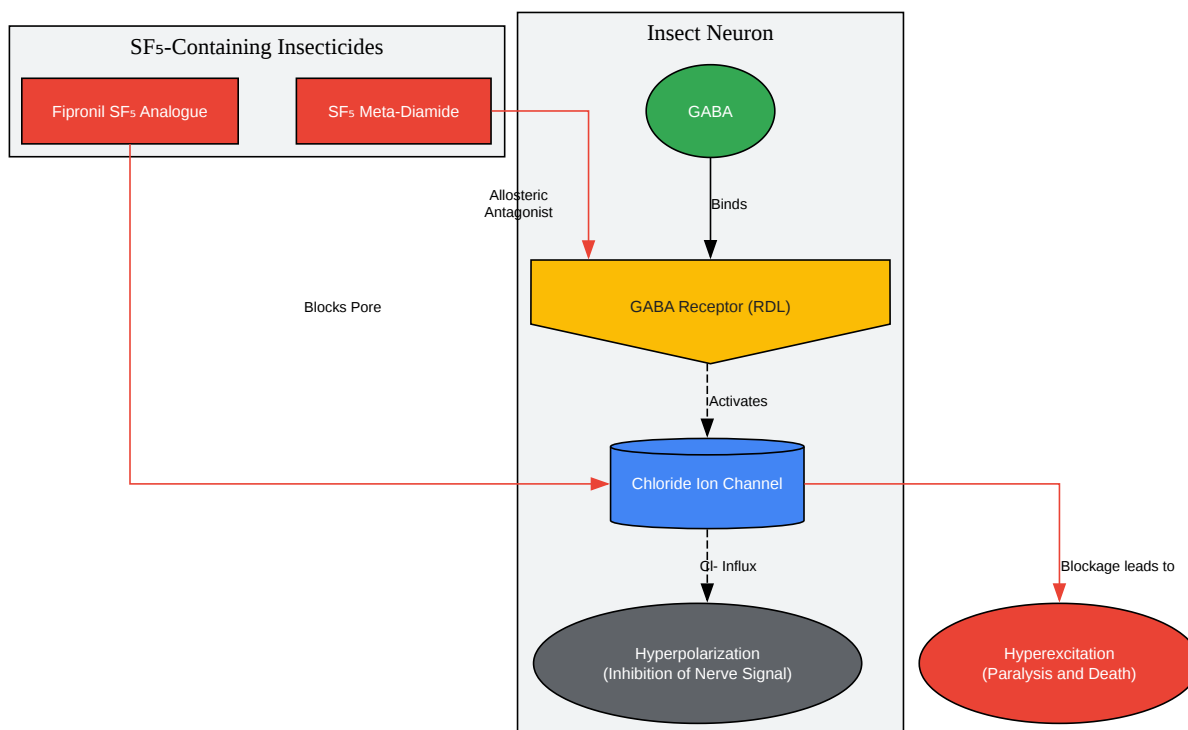 SF₅-Containing Insecticides
Insect Neuron
Fipronil SF₅ Analogue
SF₅ Meta-Diamide
GABA
Allosteric
Antagonist
Binds
Blocks Pore
GABA Receptor (RDL)
Activates
Chloride Ion Channel
Cl- Influx
Blockage leads to
Hyperpolarization
(Inhibition of Nerve Signal)
Hyperexcitation
(Paralysis and Death)